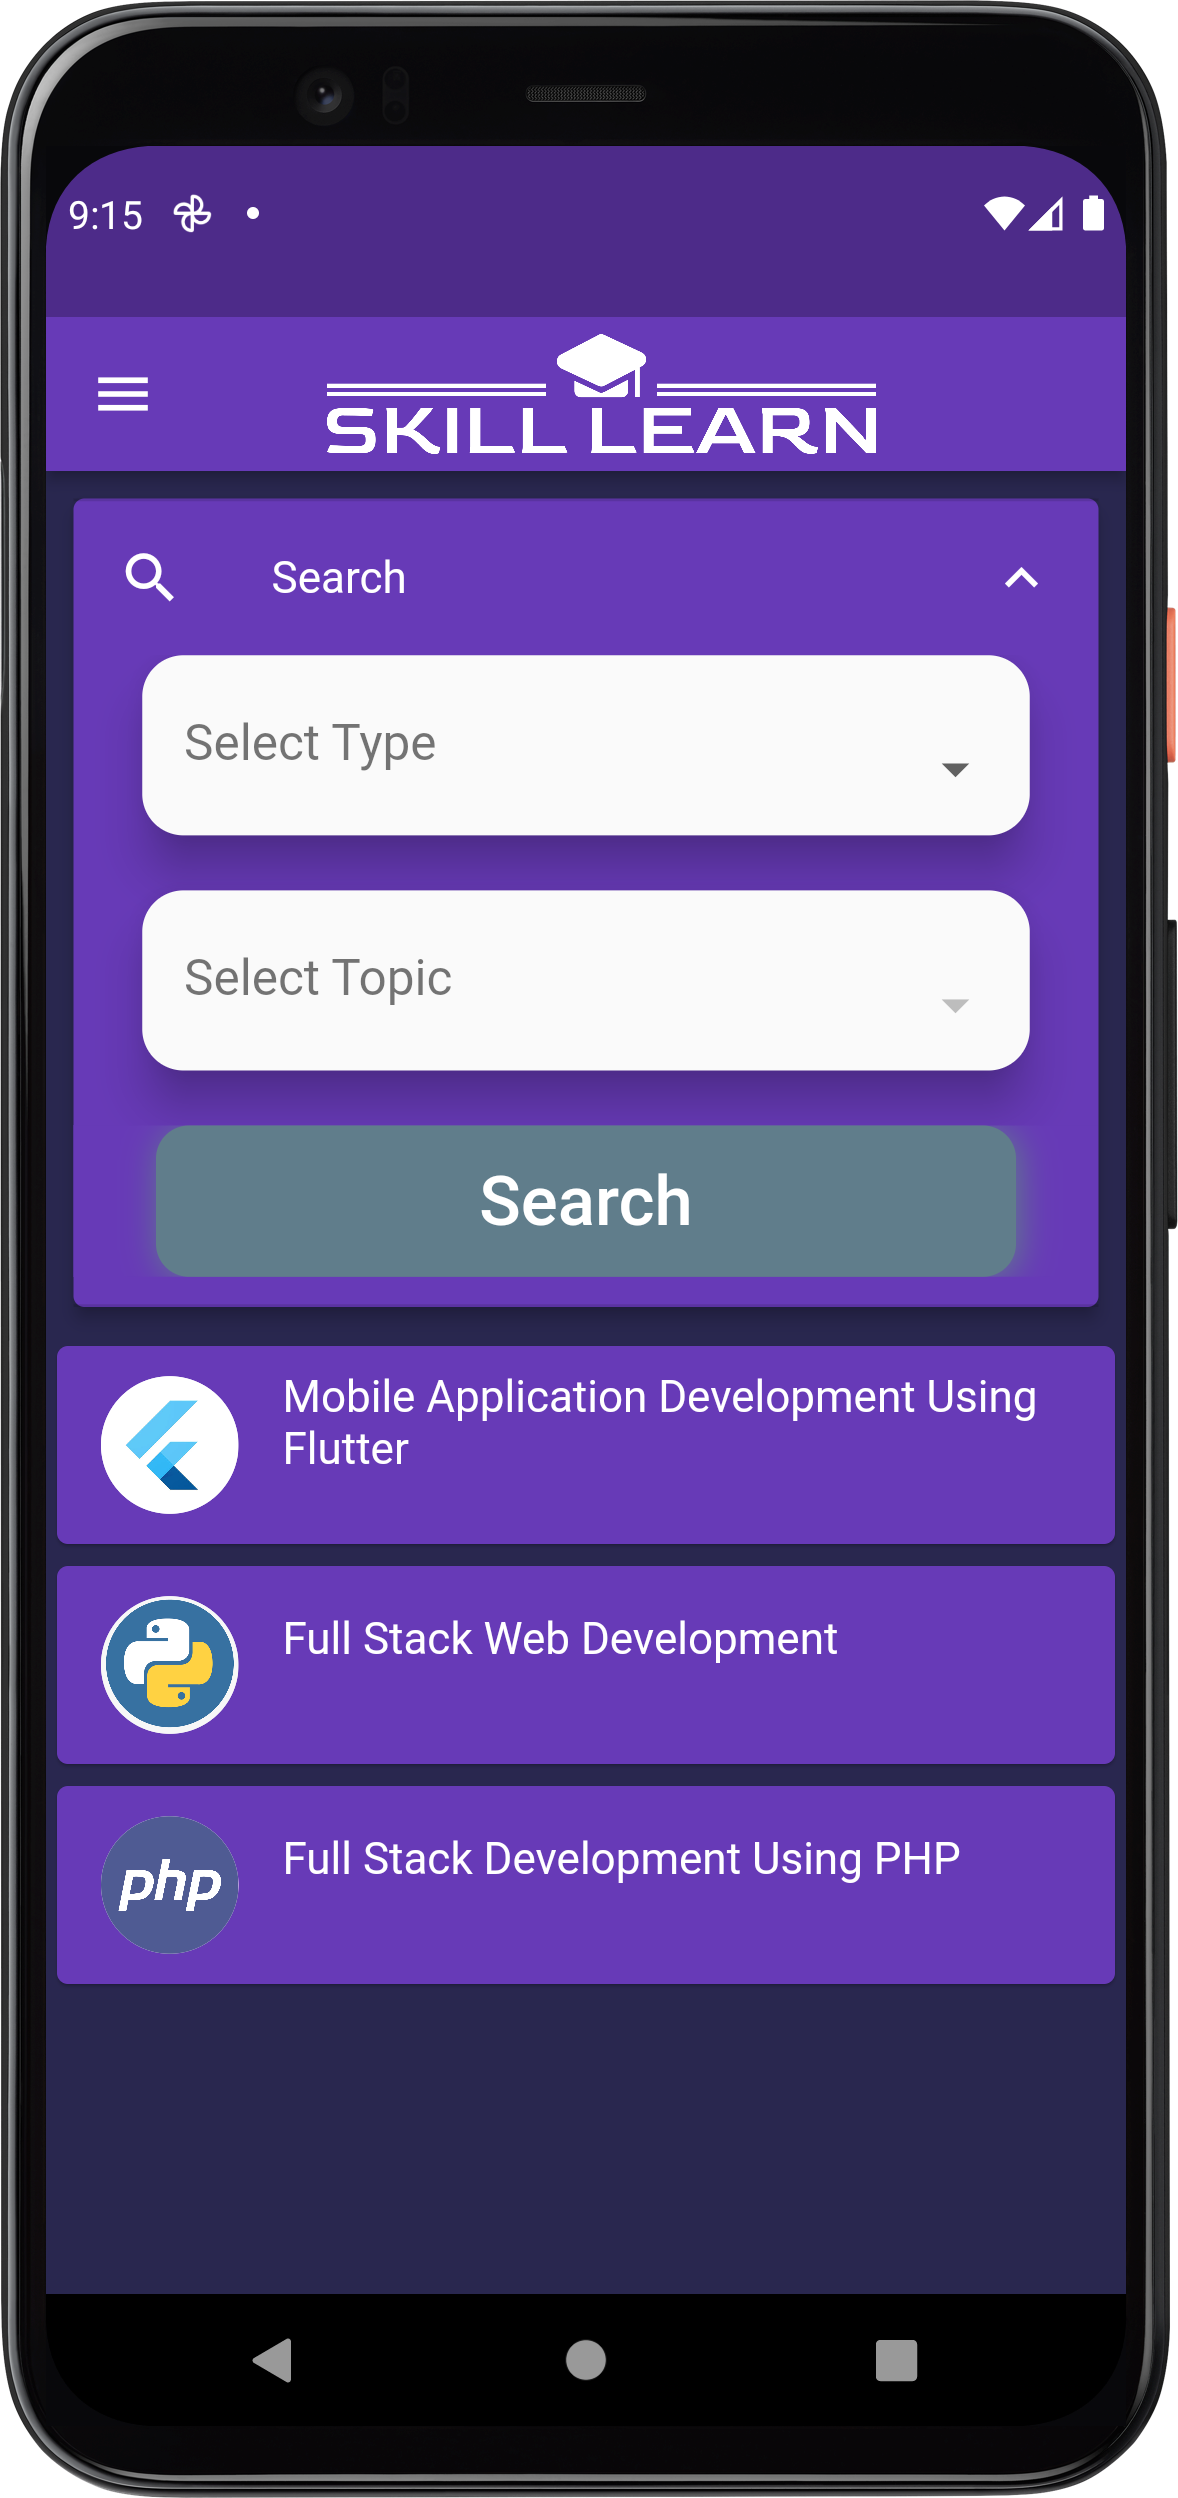 9:15
SKILL LEARN
Search
Select Type
Select Topic
Search
Mobile Application Development Using
Flutter
Full Stack Web Development
php
Full Stack Development Using PHP